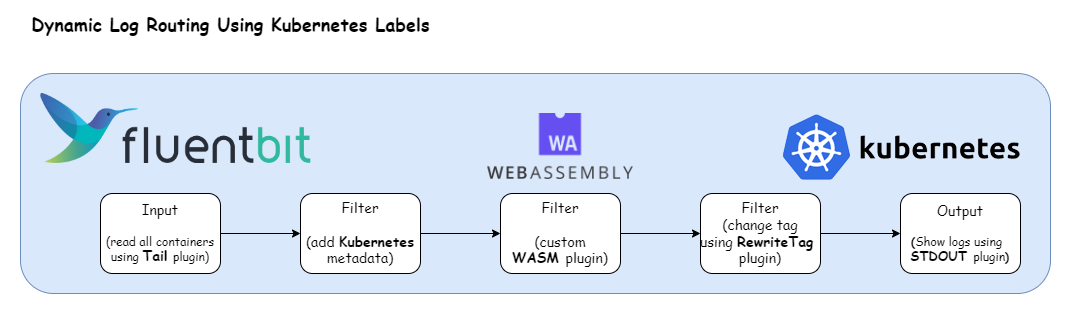 Dynamic Log Routing Using Kubernetes Labels
fluentbit
WA
WEBASSEMBLY
kubernetes
Input
(read all containers
using Tail plugin)
Filter
(add Kubernetes
metadata)
Filter
(custom
WASM plugin)
Filter
(change tag
using RewriteTag
plugin)
Output
(Show logs using
STDOUT plugin)